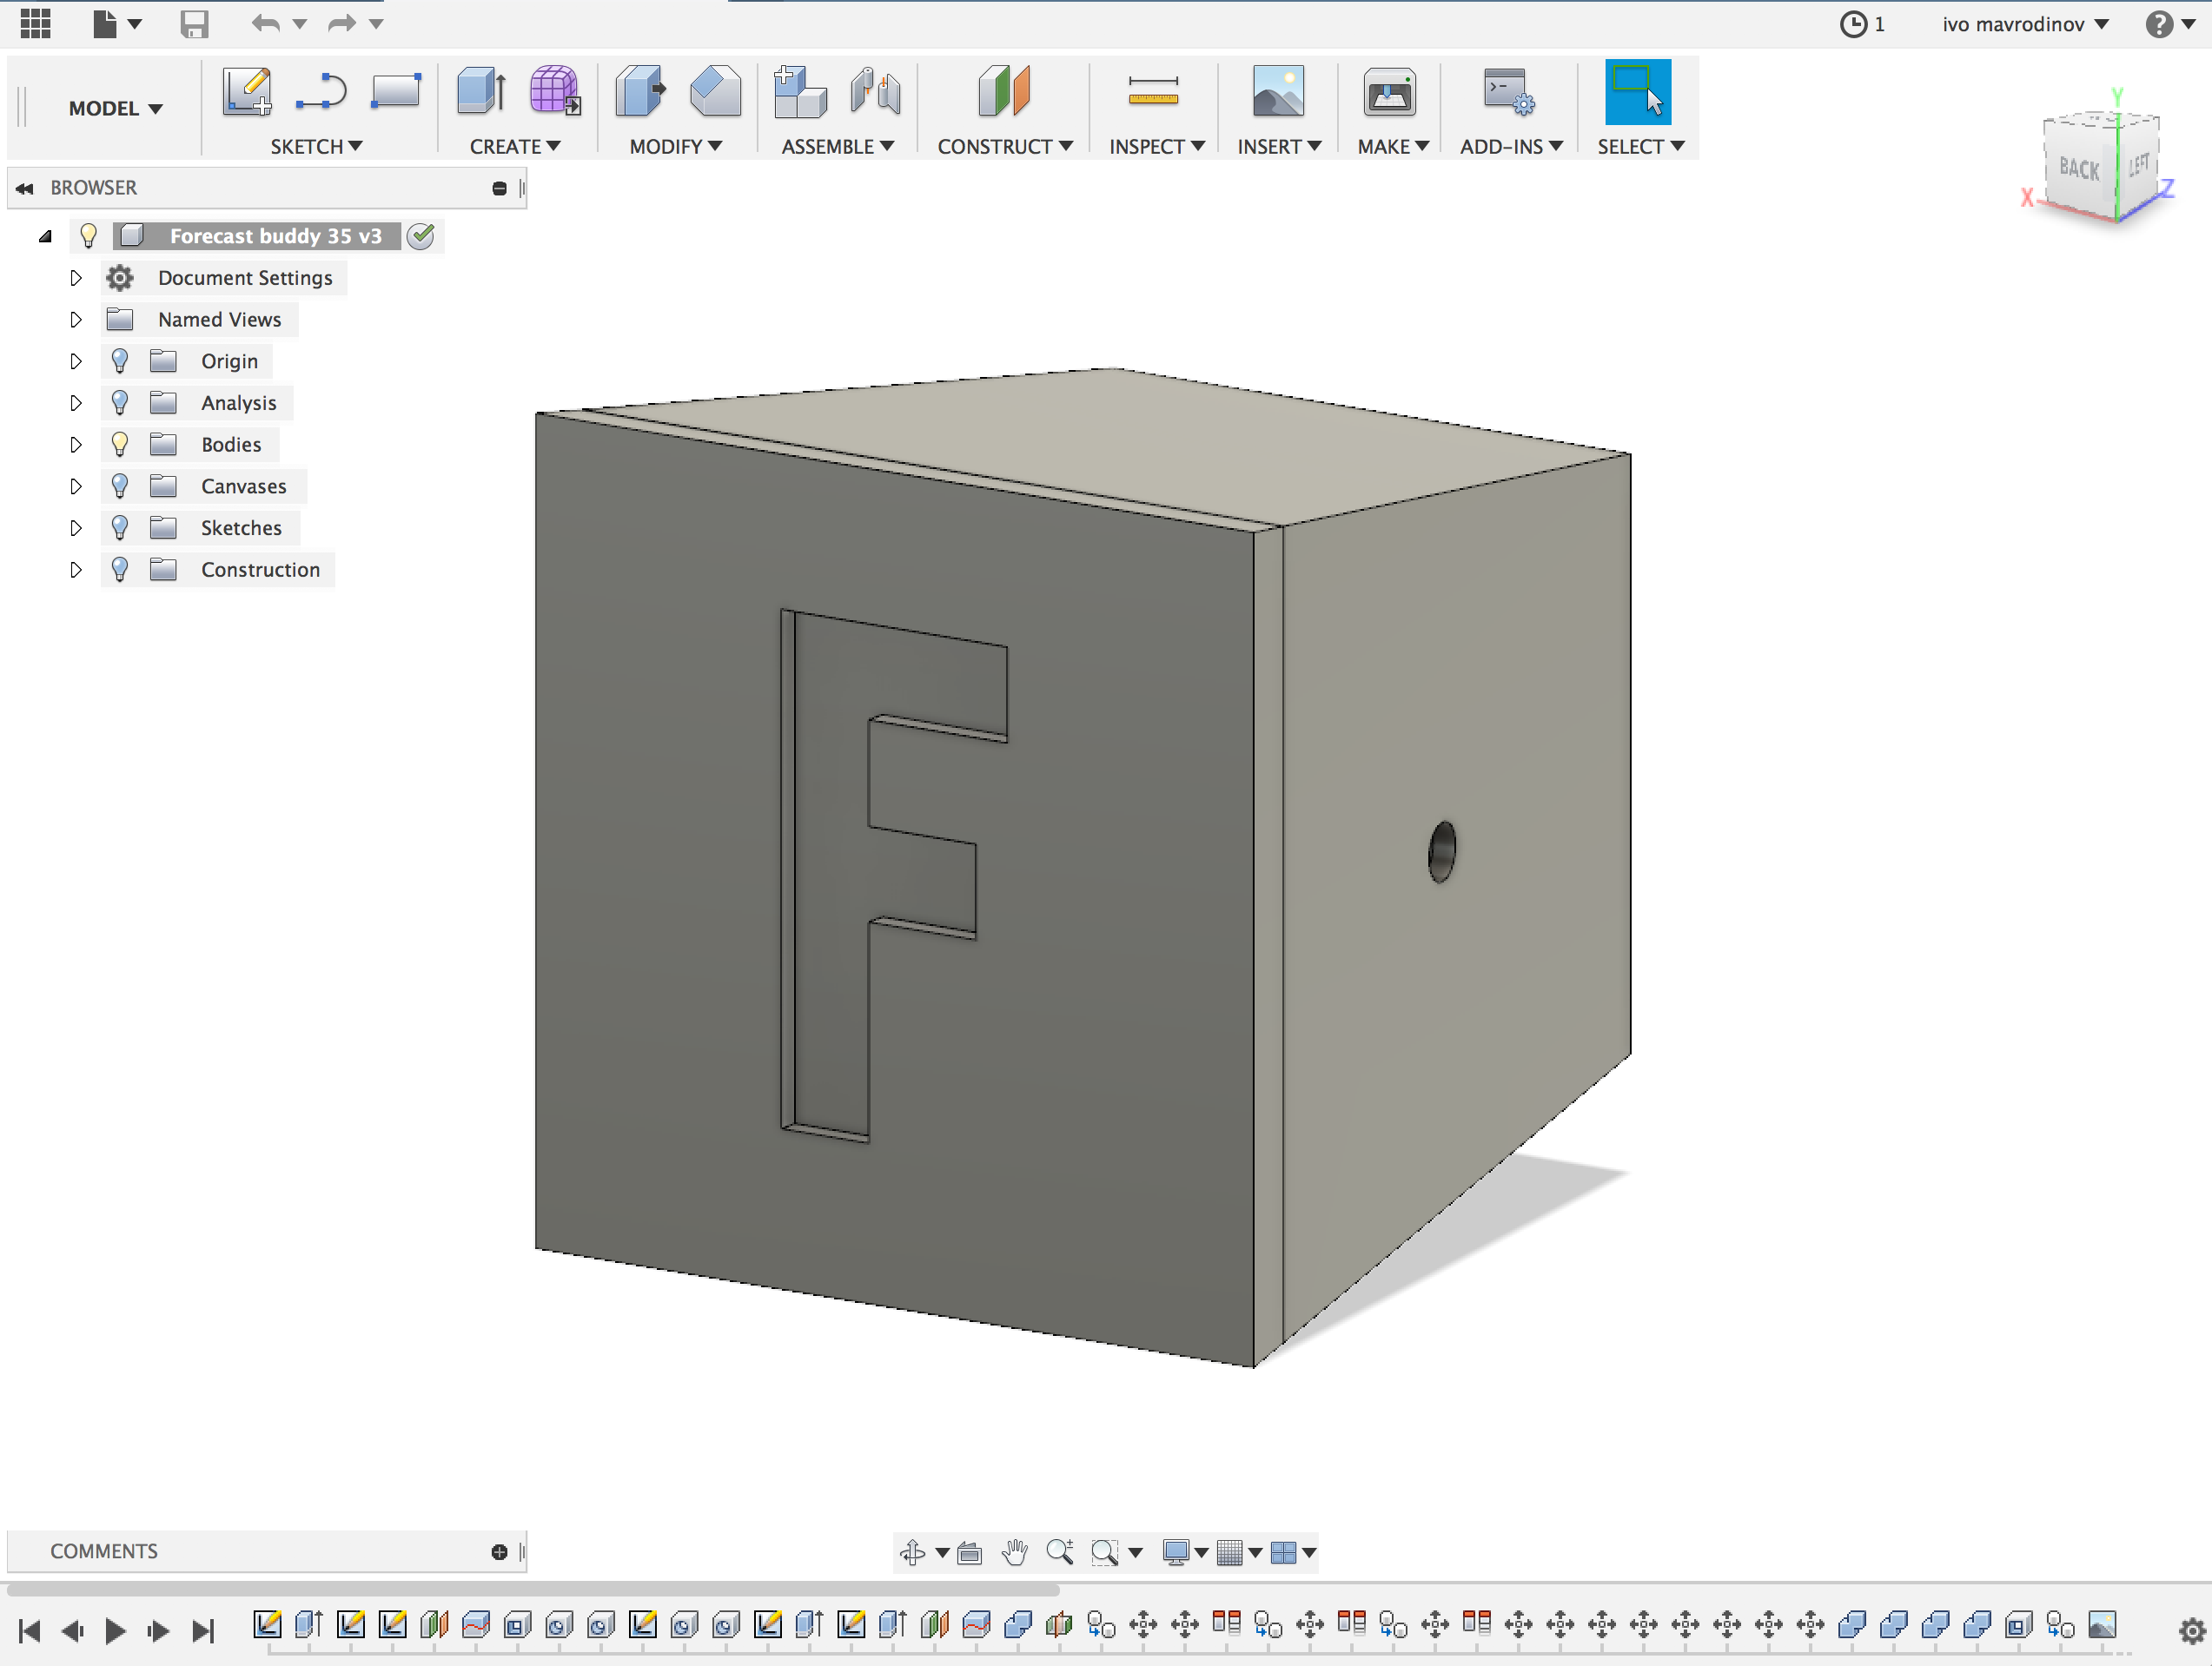 1 ivo mavrodinov
MODEL
SKETCH CREATE MODIFY ASSEMBLE CONSTRUCT INSPECT INSERT MAKE ADD-INS SELECT
BROWSER
Forecast buddy 35 v3
Document Settings
Named Views
Origin
Analysis
Bodies
Canvases
Sketches
Construction
Y
BACK
LEFT
X
Z
F
COMMENTS